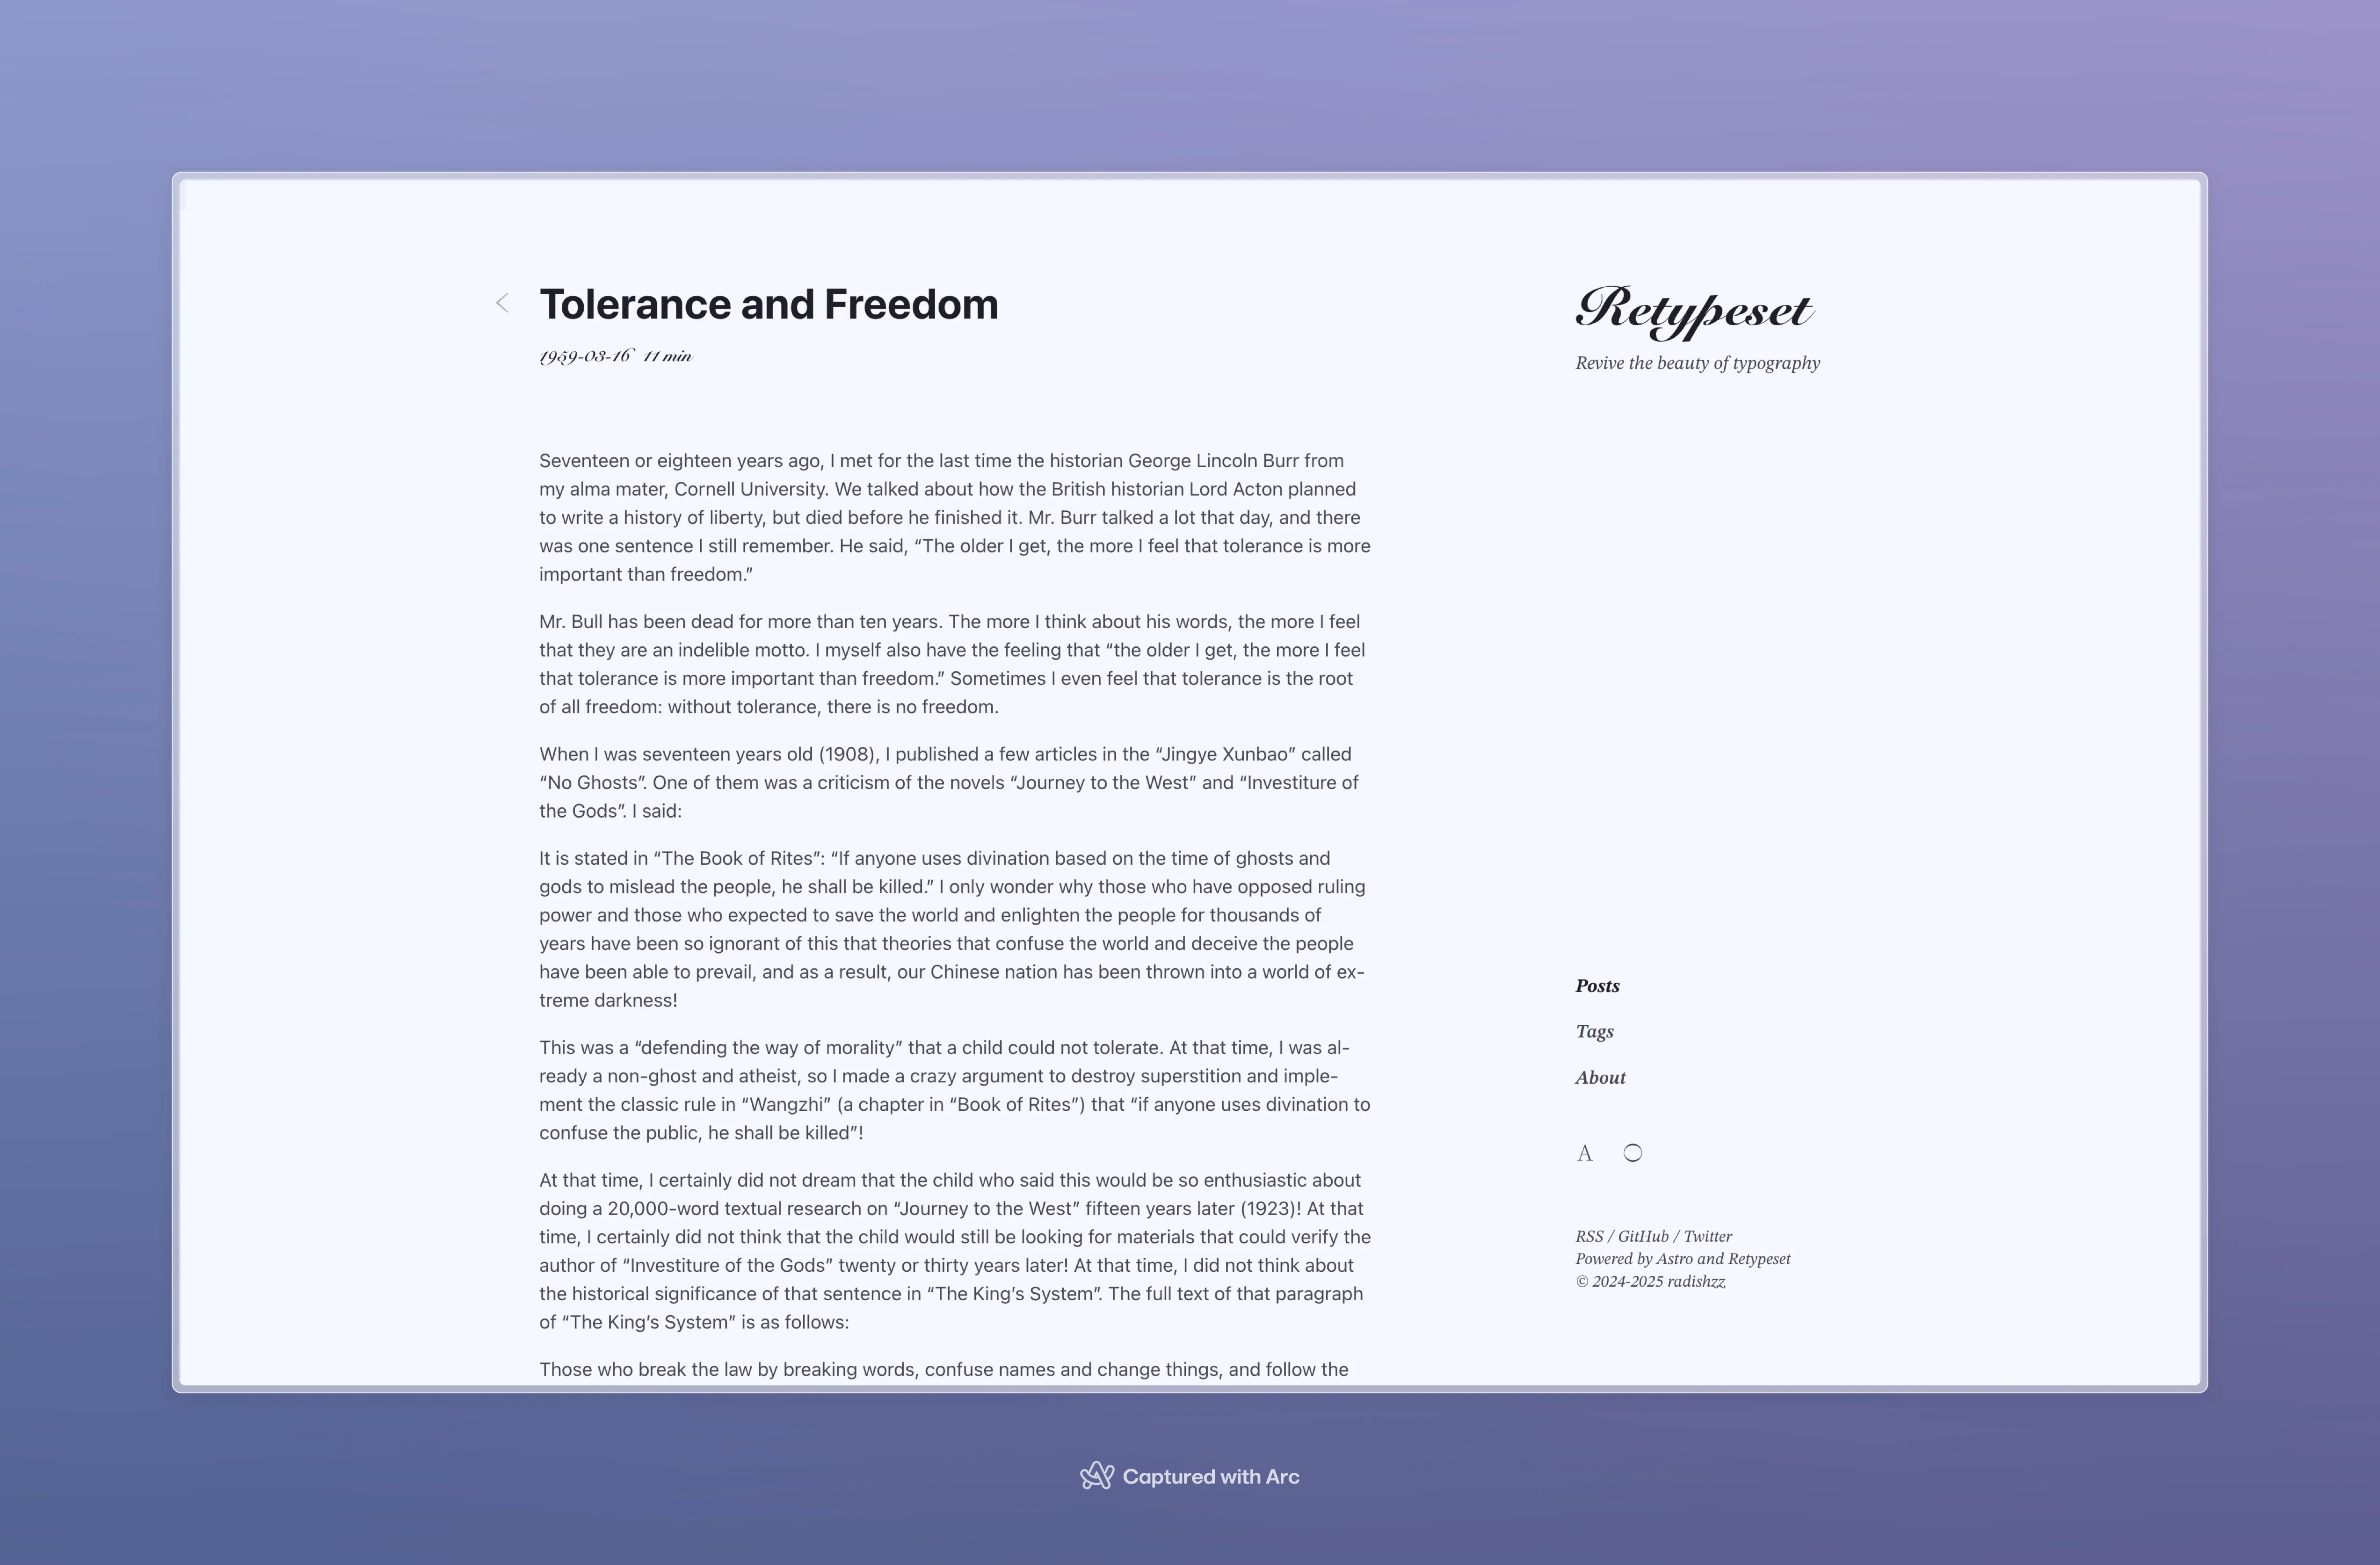 Tolerance and Freedom
1959-03-16 11 min
Seventeen or eighteen years ago, I met for the last time the historian George Lincoln Burr from
my alma mater, Cornell University. We talked about how the British historian Lord Acton planned
to write a history of liberty, but died before he finished it. Mr. Burr talked a lot that day, and there
was one sentence I still remember. He said, “The older I get, the more I feel that tolerance is more
important than freedom.”
Mr. Bull has been dead for more than ten years. The more I think about his words, the more I feel
that they are an indelible motto. I myself also have the feeling that “the older I get, the more I feel
that tolerance is more important than freedom.” Sometimes I even feel that tolerance is the root
of all freedom: without tolerance, there is no freedom.
When I was seventeen years old (1908), I published a few articles in the “Jingye Xunbao” called
“No Ghosts”. One of them was a criticism of the novels “Journey to the West” and “Investiture of
the Gods”. I said:
It is stated in “The Book of Rites”: “If anyone uses divination based on the time of ghosts and
gods to mislead the people, he shall be killed.” I only wonder why those who have opposed ruling
power and those who expected to save the world and enlighten the people for thousands of
years have been so ignorant of this that theories that confuse the world and deceive the people
have been able to prevail, and as a result, our Chinese nation has been thrown into a world of ex-
treme darkness!
This was a “defending the way of morality” that a child could not tolerate. At that time, I was al-
ready a non-ghost and atheist, so I made a crazy argument to destroy superstition and imple-
ment the classic rule in “Wangzhi” (a chapter in “Book of Rites”) that “if anyone uses divination to
confuse the public, he shall be killed”!
At that time, I certainly did not dream that the child who said this would be so enthusiastic about
doing a 20,000-word textual research on “Journey to the West” fifteen years later (1923)! At that
time, I certainly did not think that the child would still be looking for materials that could verify the
author of “Investiture of the Gods” twenty or thirty years later! At that time, I did not think about
the historical significance of that sentence in “The King’s System”. The full text of that paragraph
of “The King’s System” is as follows:
Those who break the law by breaking words, confuse names and change things, and follow the
Retypeset
Revive the beauty of typography
Posts
Tags
About
A
RSS / GitHub / Twitter
Powered by Astro and Retypeset
© 2024-2025 radishzz
Captured with Arc